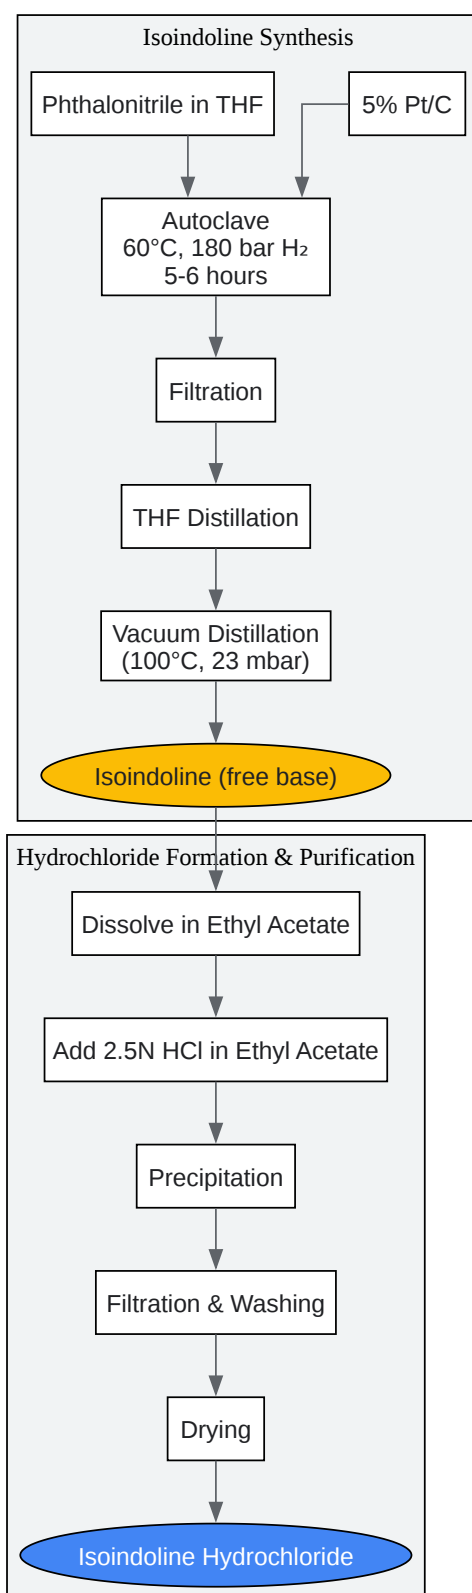 Isoindoline Synthesis
Phthalonitrile in THF
5% Pt/C
Autoclave
60°C, 180 bar H₂
5-6 hours
Filtration
THF Distillation
Vacuum Distillation
(100°C, 23 mbar)
Isoindoline (free base)
Hydrochloride Formation & Purification
Dissolve in Ethyl Acetate
Add 2.5N HCl in Ethyl Acetate
Precipitation
Filtration & Washing
Drying
Isoindoline Hydrochloride